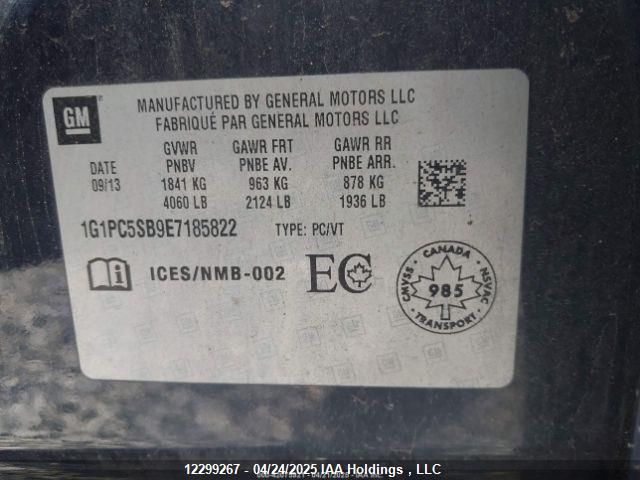 GM
MANUFACTURED BY GENERAL MOTORS LLC
FABRIQUÉ PAR GENERAL MOTORS LLC
GVWR GAWR FRT GAWR RR
DATE PNBV PNBE AV. PNBE ARR.
09/13 1841 KG 963 KG 878 KG
4060 LB 2124 LB 1936 LB
1G1PC5SB9E7185822 TYPE: PC/VT
ICES/NMB-002 EC
CANADA
CMVSS 985 NSVAC
TRANSPORT
12299267 - 04/24/2025 IAA Holdings , LLC